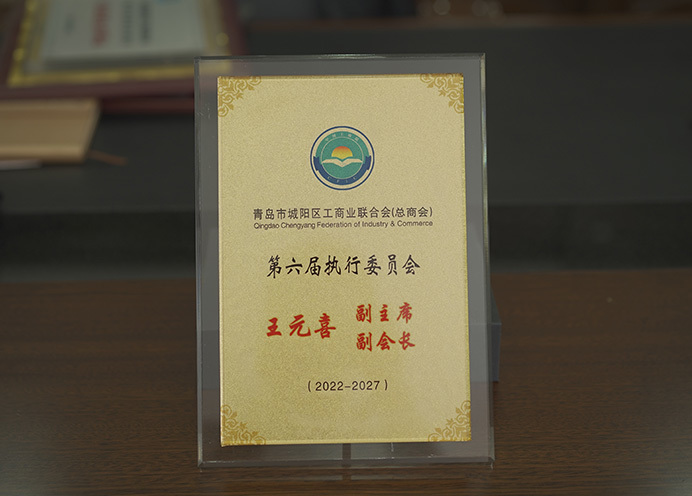 青岛市城阳区工商业联合会(总商会)
Qingdao Chengyang Federation of Industry & Commerce
第六届执行委员会
王元喜 副主席
副会长
(2022-2027)